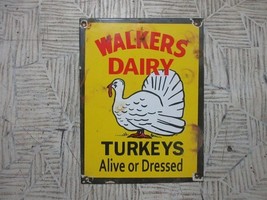 WALKERS
DAIRY
TURKEYS
Alive or Dressed